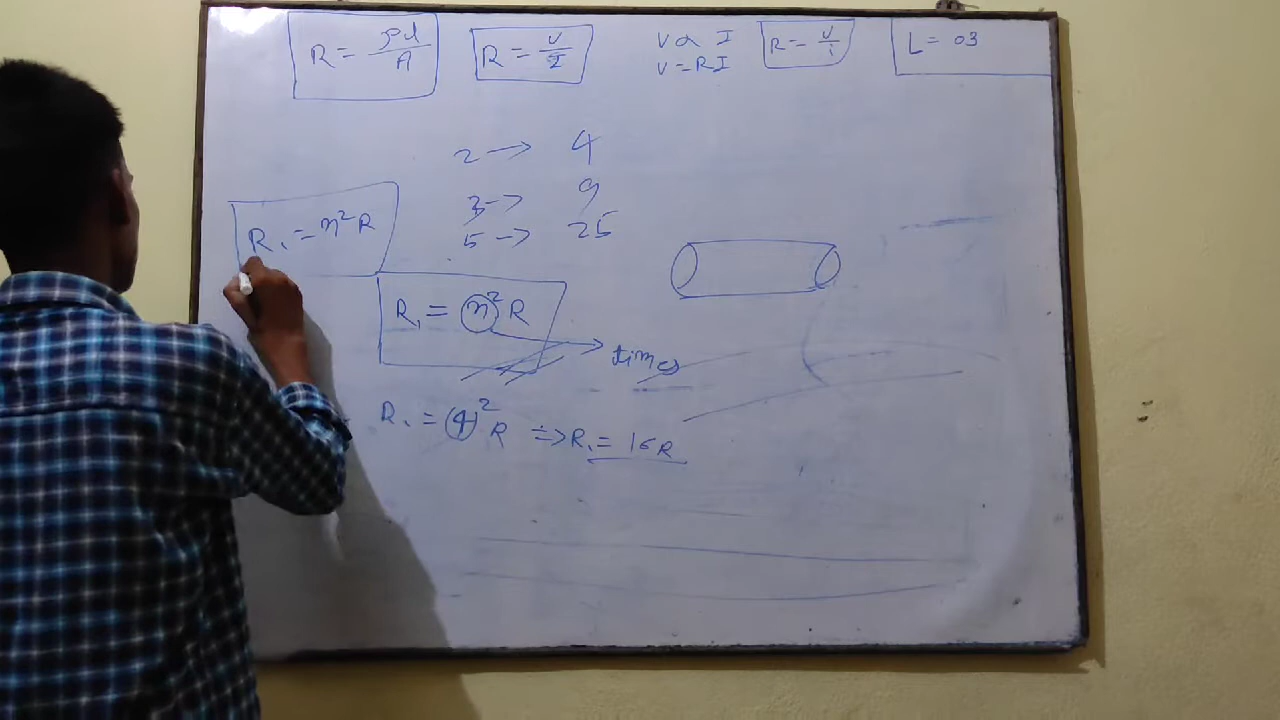 R = ρl/A
R = V/I
V ∝ I
V = RI
R = V/i
L = 03
2 → 4
3 → 9
5 → 25
R₁ = n²R
R₁ = n²R
→ times
R₁ = (4)²R ⇒ R₁ = 16R